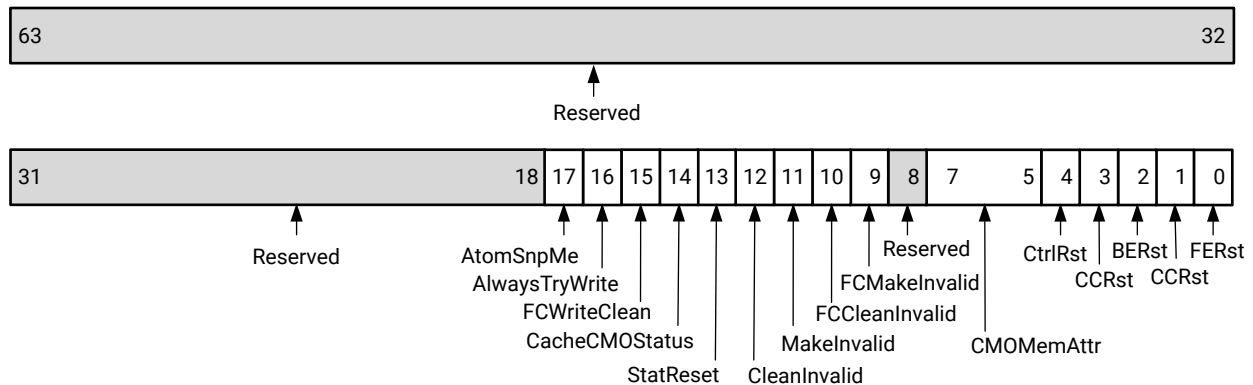 63 32
Reserved
31 18 17 16 15 14 13 12 11 10 9 8 7 5 4 3 2 1 0
Reserved AtomSnpMe Reserved CtrlRst BERst FERst
AlwaysTryWrite FCMakeInvalid CCRst CCRst
FCWriteClean FCCleanInvalid
CacheCMOStatus MakeInvalid CMOMemAttr
StatReset CleanInvalid